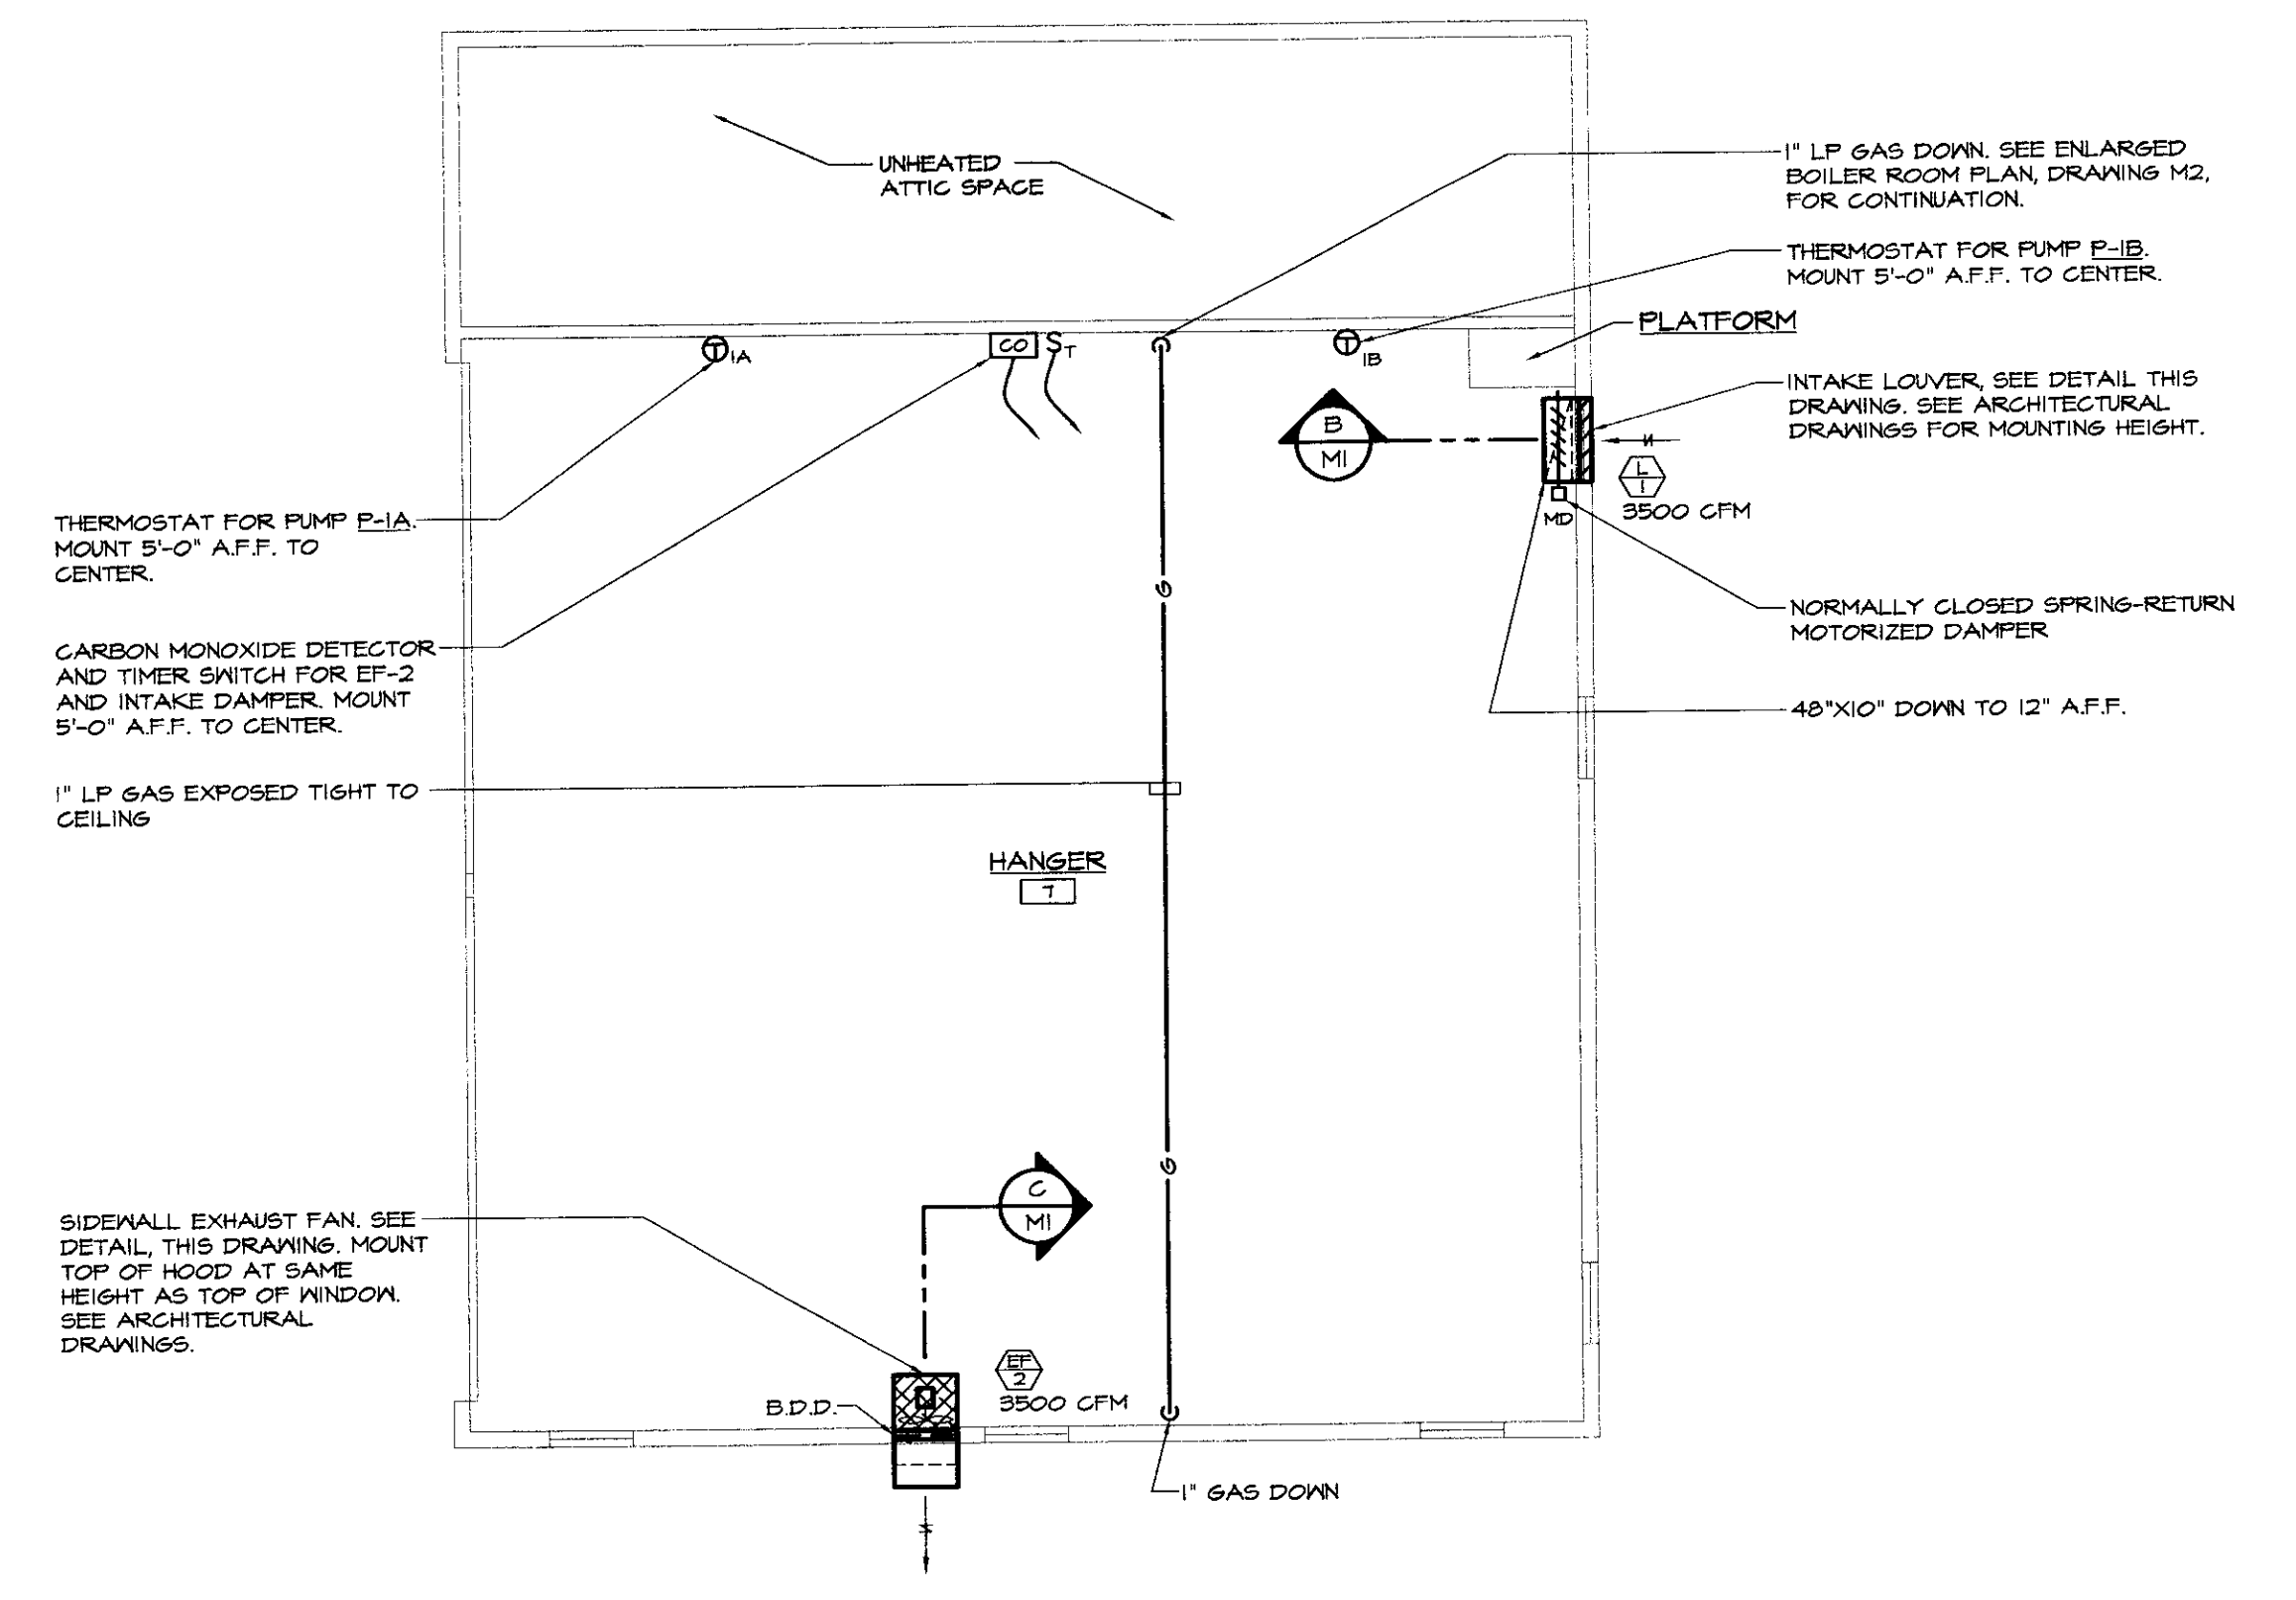 UNHEATED
ATTIC SPACE
1" LP GAS DOWN. SEE ENLARGED
BOILER ROOM PLAN, DRAWING M2,
FOR CONTINUATION.
THERMOSTAT FOR PUMP P-1B.
MOUNT 5'-0" A.F.F. TO CENTER.
PLATFORM
T 1A
CO
ST
T 1B
INTAKE LOUVER, SEE DETAIL THIS
DRAWING. SEE ARCHITECTURAL
DRAWINGS FOR MOUNTING HEIGHT.
B
M1
L
1
3500 CFM
MD
THERMOSTAT FOR PUMP P-1A.
MOUNT 5'-0" A.F.F. TO
CENTER.
G
NORMALLY CLOSED SPRING-RETURN
MOTORIZED DAMPER
CARBON MONOXIDE DETECTOR
AND TIMER SWITCH FOR EF-2
AND INTAKE DAMPER. MOUNT
5'-0" A.F.F. TO CENTER.
48"X10" DOWN TO 12" A.F.F.
1" LP GAS EXPOSED TIGHT TO
CEILING
HANGER
7
G
C
M1
SIDEWALL EXHAUST FAN. SEE
DETAIL, THIS DRAWING. MOUNT
TOP OF HOOD AT SAME
HEIGHT AS TOP OF WINDOW.
SEE ARCHITECTURAL
DRAWINGS.
EF
2
3500 CFM
B.D.D.
1" GAS DOWN